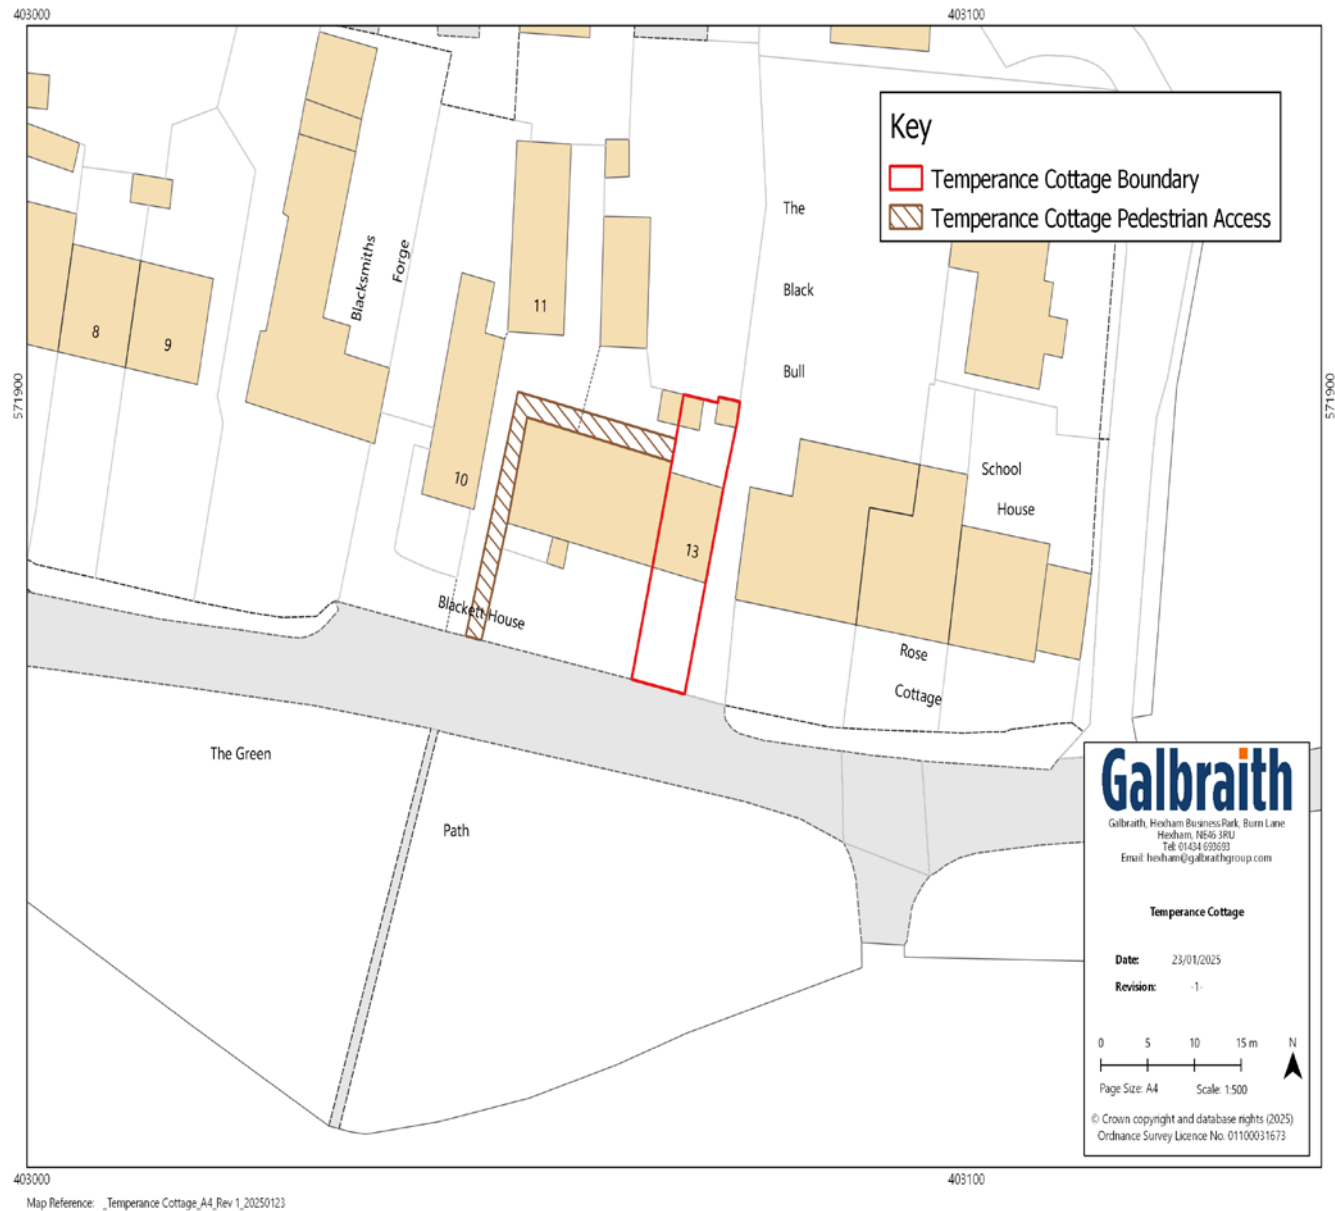 403000
403100
Key
Temperance Cottage Boundary
Temperance Cottage Pedestrian Access
The
Black
Bull
Blacksmiths
Forge
11
8
9
571900
571900
10
13
School
House
Blackett House
Rose
Cottage
The Green
Path
Galbraith
Galbraith, Hexham Business Park, Burn Lane
Hexham, NE46 3RU
Tel: 01434 693693
Email: hexham@galbraithgroup.com
Temperance Cottage
Date: 23/01/2025
Revision: -1-
0 5 10 15 m N
Page Size: A4 Scale: 1:500
© Crown copyright and database rights (2025)
Ordnance Survey Licence No. 01100031673
403000
403100
Map Reference: _Temperance Cottage_A4_Rev 1_20250123